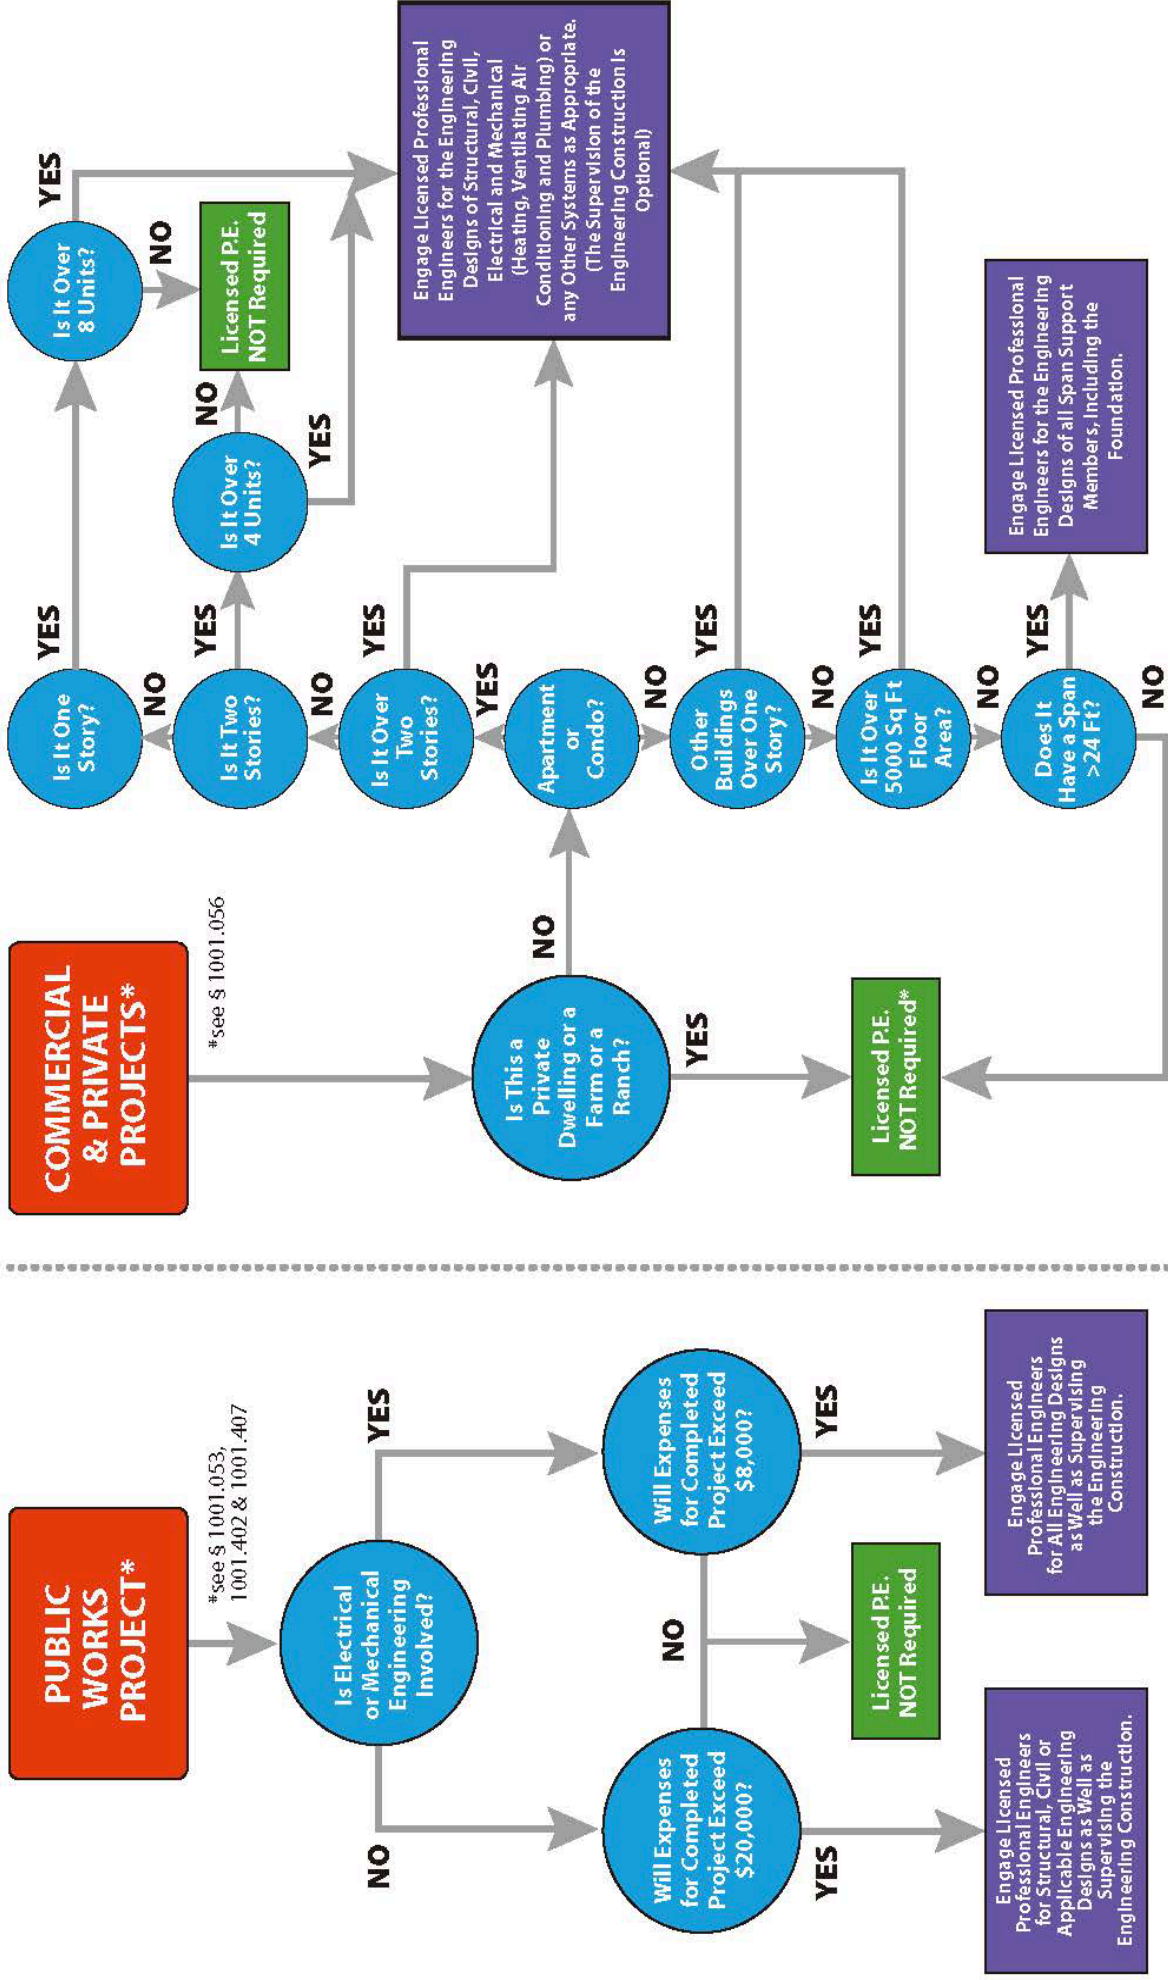 PUBLIC
WORKS
PROJECT*
*see § 1001.053,
1001.402 & 1001.407
Is Electrical
or Mechanical
Engineering
Involved?
NO
YES
Will Expenses
for Completed
Project Exceed
$20,000?
NO
Will Expenses
for Completed
Project Exceed
$8,000?
YES
YES
Licensed P.E.
NOT Required
Engage Licensed
Professional Engineers
for Structural, Civil or
Applicable Engineering
Designs as Well as
Supervising the
Engineering Construction.
Engage Licensed
Professional Engineers
for All Engineering Designs
as Well as Supervising
the Engineering
Construction.
COMMERCIAL
& PRIVATE
PROJECTS*
*see § 1001.056
Is This a
Private
Dwelling or a
Farm or a
Ranch?
NO
YES
Licensed P.E.
NOT Required*
Is It One
Story?
YES
NO
Is It Two
Stories?
YES
NO
Is It Over
Two
Stories?
YES
YES
Apartment
or
Condo?
NO
Other
Buildings
Over One
Story?
YES
NO
Is It Over
5000 Sq Ft
Floor
Area?
YES
NO
Does It
Have a Span
>24 Ft?
YES
NO
Is It Over
8 Units?
YES
NO
Is It Over
4 Units?
NO
YES
Licensed P.E.
NOT Required
Engage Licensed Professional
Engineers for the Engineering
Designs of Structural, Civil,
Electrical and Mechanical
(Heating, Ventilating Air
Conditioning and Plumbing) or
any Other Systems as Appropriate.
(The Supervision of the
Engineering Construction is
Optional)
Engage Licensed Professional
Engineers for the Engineering
Designs of all Span Support
Members, Including the
Foundation.